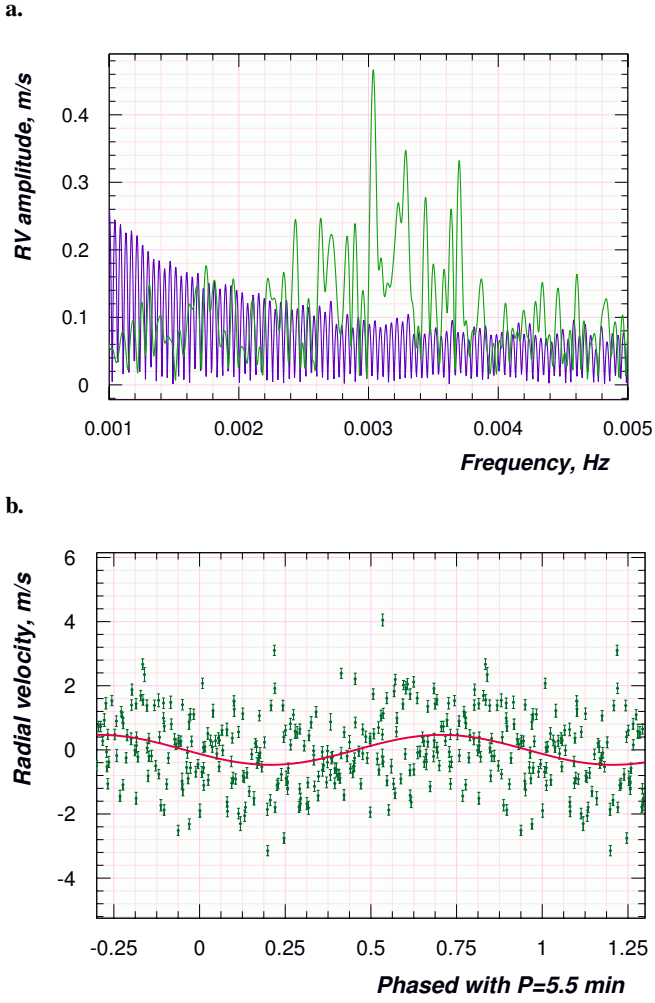 a.
RV amplitude, m/s
0.4
0.3
0.2
0.1
0
0.001 0.002 0.003 0.004 0.005
Frequency, Hz
b.
Radial velocity, m/s
6
4
2
0
-2
-4
-0.25 0 0.25 0.5 0.75 1 1.25
Phased with P=5.5 min